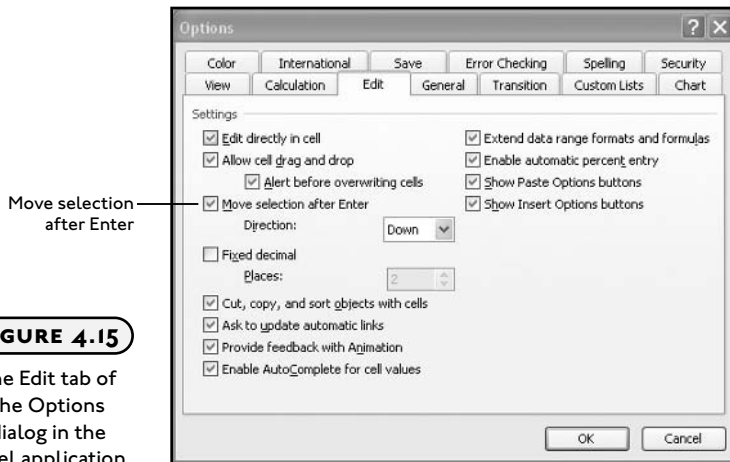 Options
Color International Save Error Checking Spelling Security
View Calculation Edit General Transition Custom Lists Chart
Settings
Edit directly in cell
Allow cell drag and drop
Alert before overwriting cells
Move selection after Enter
Direction: Down
Fixed decimal
Places: 2
Cut, copy, and sort objects with cells
Ask to update automatic links
Provide feedback with Animation
Enable AutoComplete for cell values
Extend data range formats and formulas
Enable automatic percent entry
Show Paste Options buttons
Show Insert Options buttons
OK Cancel
Move selection
after Enter
GURE 4.15
e Edit tab of
he Options
ialog in the
el application